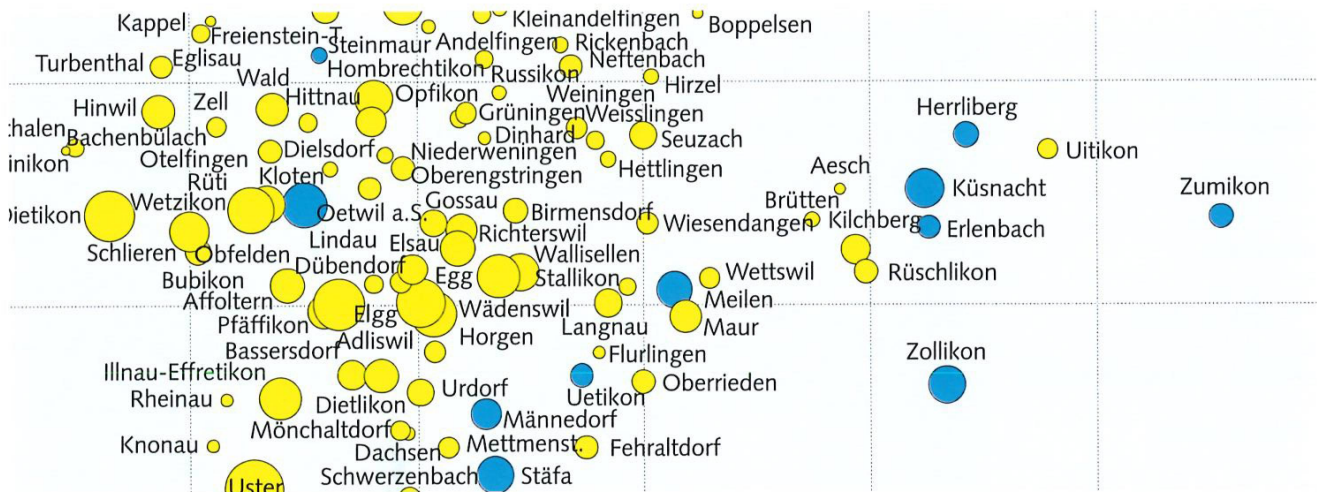 Kappel
Freienstein-T.
Kleinandelfingen
Boppelsen
Steinmaur
Andelfingen
Rickenbach
Turbenthal
Eglisau
Hombrechtikon
Neftenbach
Wald
Russikon
Hirzel
Hinwil
Zell
Hittnau
Opfikon
Weiningen
Herrliberg
Grüningen
Weisslingen
thalen
Bachenbülach
Dinhard
Seuzach
Uitikon
inikon
Otelfingen
Dielsdorf
Niederweningen
Hettlingen
Aesch
Rüti
Kloten
Oberengstringen
Küsnacht
Zumikon
Dietikon
Wetzikon
Oetwil a.S.
Gossau
Birmensdorf
Wiesendangen
Brütten
Kilchberg
Erlenbach
Schlieren
Obfelden
Lindau
Elsau
Richterswil
Wallisellen
Bubikon
Dübendorf
Egg
Stallikon
Wettswil
Rüschlikon
Affoltern
Elgg
Wädenswil
Meilen
Pfäffikon
Adliswil
Horgen
Langnau
Maur
Bassersdorf
Flurlingen
Zollikon
Illnau-Effretikon
Urdorf
Uetikon
Oberrieden
Rheinau
Dietlikon
Männedorf
Knonau
Mönchaltdorf
Dachsen
Mettmenst.
Fehraltdorf
Uster
Schwerzenbach
Stäfa